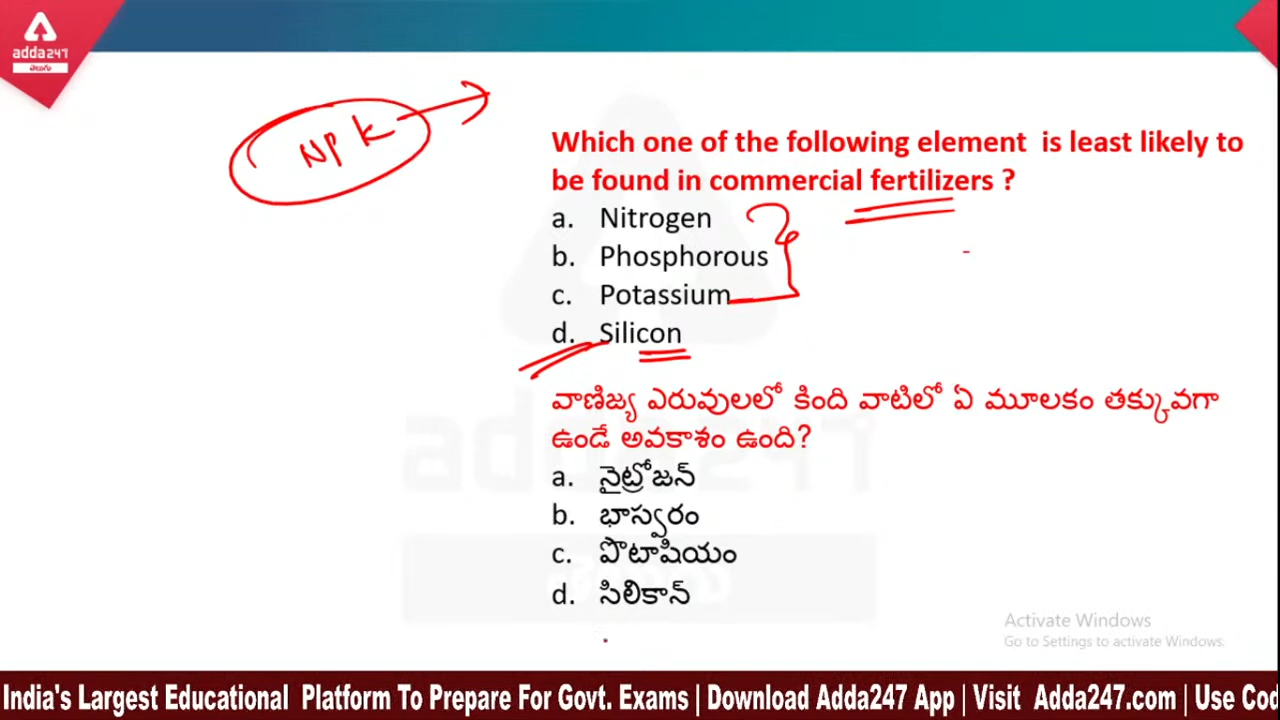 adda247
తెలుగు
NPK
Which one of the following element is least likely to
be found in commercial fertilizers ?
a. Nitrogen
b. Phosphorous
c. Potassium
d. Silicon
వాణిజ్య ఎరువులలో కింది వాటిలో ఏ మూలకం తక్కువగా
ఉండే అవకాశం ఉంది?
a. నైట్రోజన్
b. భాస్వరం
c. పొటాషియం
d. సిలికాన్
adda247
తెలుగు
Activate Windows
Go to Settings to activate Windows.
India's Largest Educational Platform To Prepare For Govt. Exams | Download Adda247 App | Visit Adda247.com | Use Cod